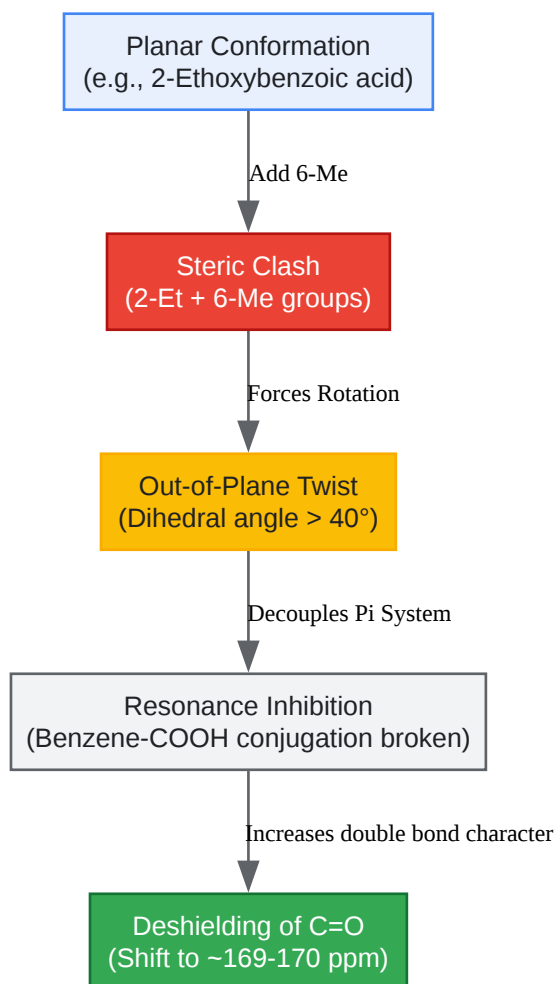 Planar Conformation
(e.g., 2-Ethoxybenzoic acid)
Add 6-Me
Steric Clash
(2-Et + 6-Me groups)
Forces Rotation
Out-of-Plane Twist
(Dihedral angle > 40°)
Decouples Pi System
Resonance Inhibition
(Benzene-COOH conjugation broken)
Increases double bond character
Deshielding of C=O
(Shift to ~169-170 ppm)